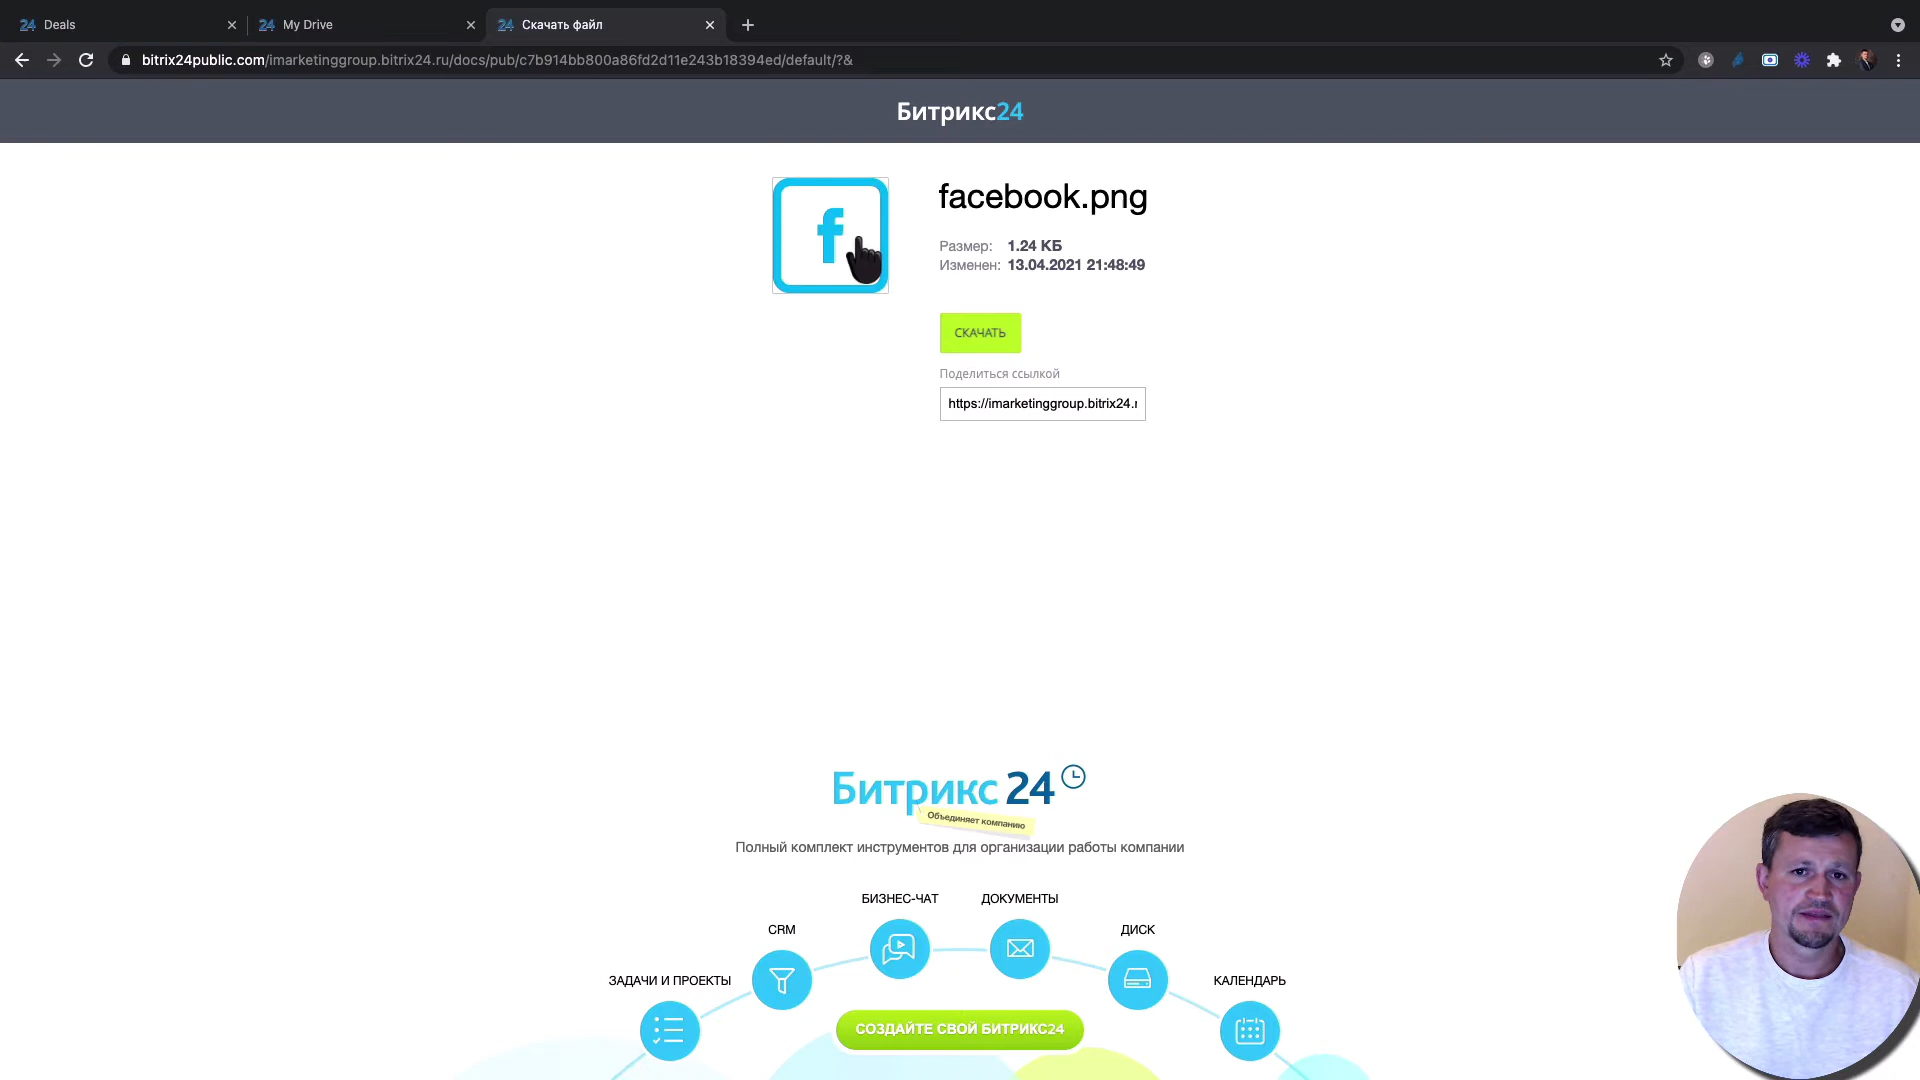 Deals
My Drive
Скачать файл
bitrix24public.com/imarketinggroup.bitrix24.ru/docs/pub/c7b914bb800a86fd2d11e243b18394ed/default/?&
Битрикс24
facebook.png
Размер: 1.24 КБ
Изменен: 13.04.2021 21:48:49
СКАЧАТЬ
Поделиться ссылкой
https://imarketinggroup.bitrix24.r
Битрикс 24
Объединяет компанию
Полный комплект инструментов для организации работы компании
БИЗНЕС-ЧАТ
ДОКУМЕНТЫ
CRM
ДИСК
ЗАДАЧИ И ПРОЕКТЫ
КАЛЕНДАРЬ
СОЗДАЙТЕ СВОЙ БИТРИКС24